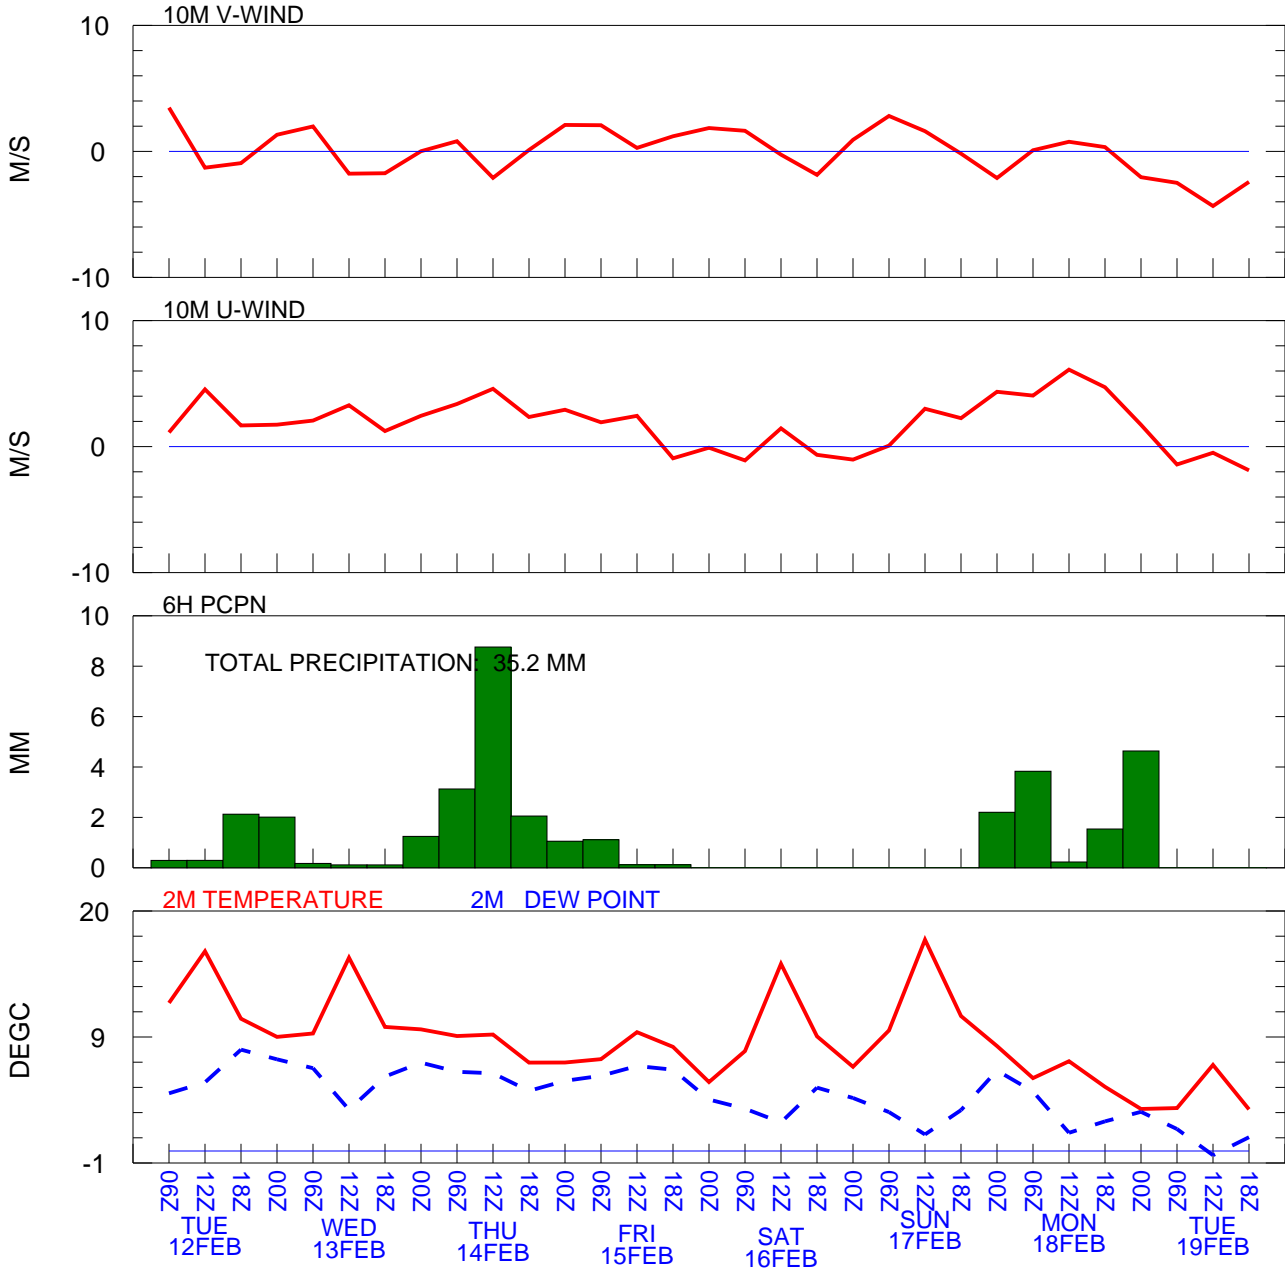 10M V-WIND
10
0
-10
M/S
10M U-WIND
10
0
-10
M/S
6H PCPN
10
8
6
4
2
0
MM
TOTAL PRECIPITATION: 35.2 MM
2M TEMPERATURE 2M DEW POINT
20
9
-1
DEGC
06Z 12Z 18Z 00Z 06Z 12Z 18Z 00Z 06Z 12Z 18Z 00Z 06Z 12Z 18Z 00Z 06Z 12Z 18Z 00Z 06Z 12Z 18Z 00Z 06Z 12Z 18Z 00Z 06Z 12Z 18Z
TUE WED THU FRI SAT SUN MON TUE
12FEB 13FEB 14FEB 15FEB 16FEB 17FEB 18FEB 19FEB